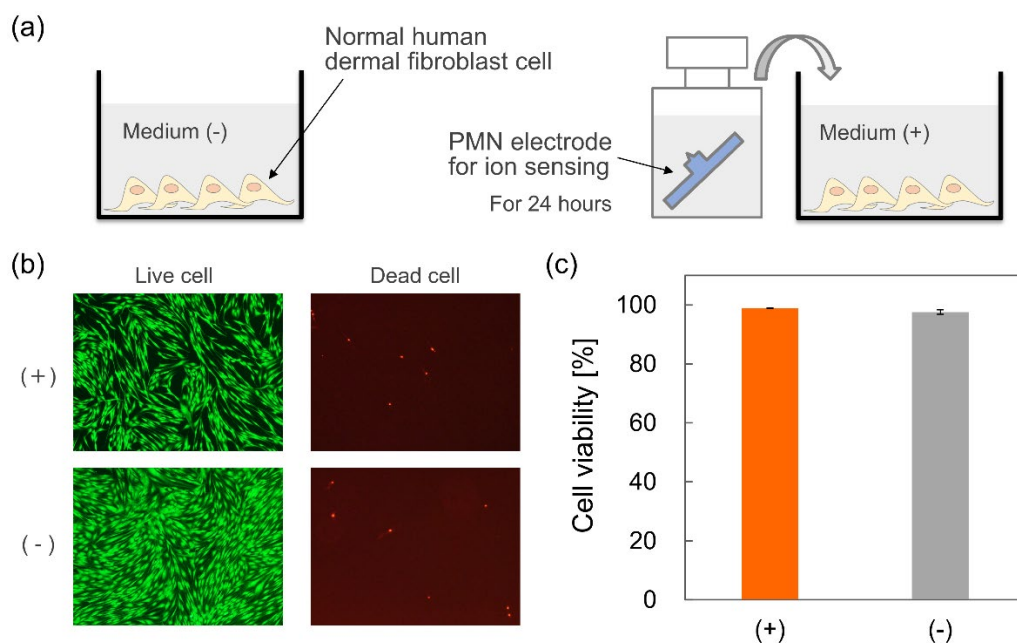 (a)
Normal human
dermal fibroblast cell
Medium (-)
PMN electrode
for ion sensing
For 24 hours
Medium (+)
(b)
Live cell
Dead cell
(+)
(-)
(c)
Cell viability [%]
100
80
60
40
20
0
(+)
(-)